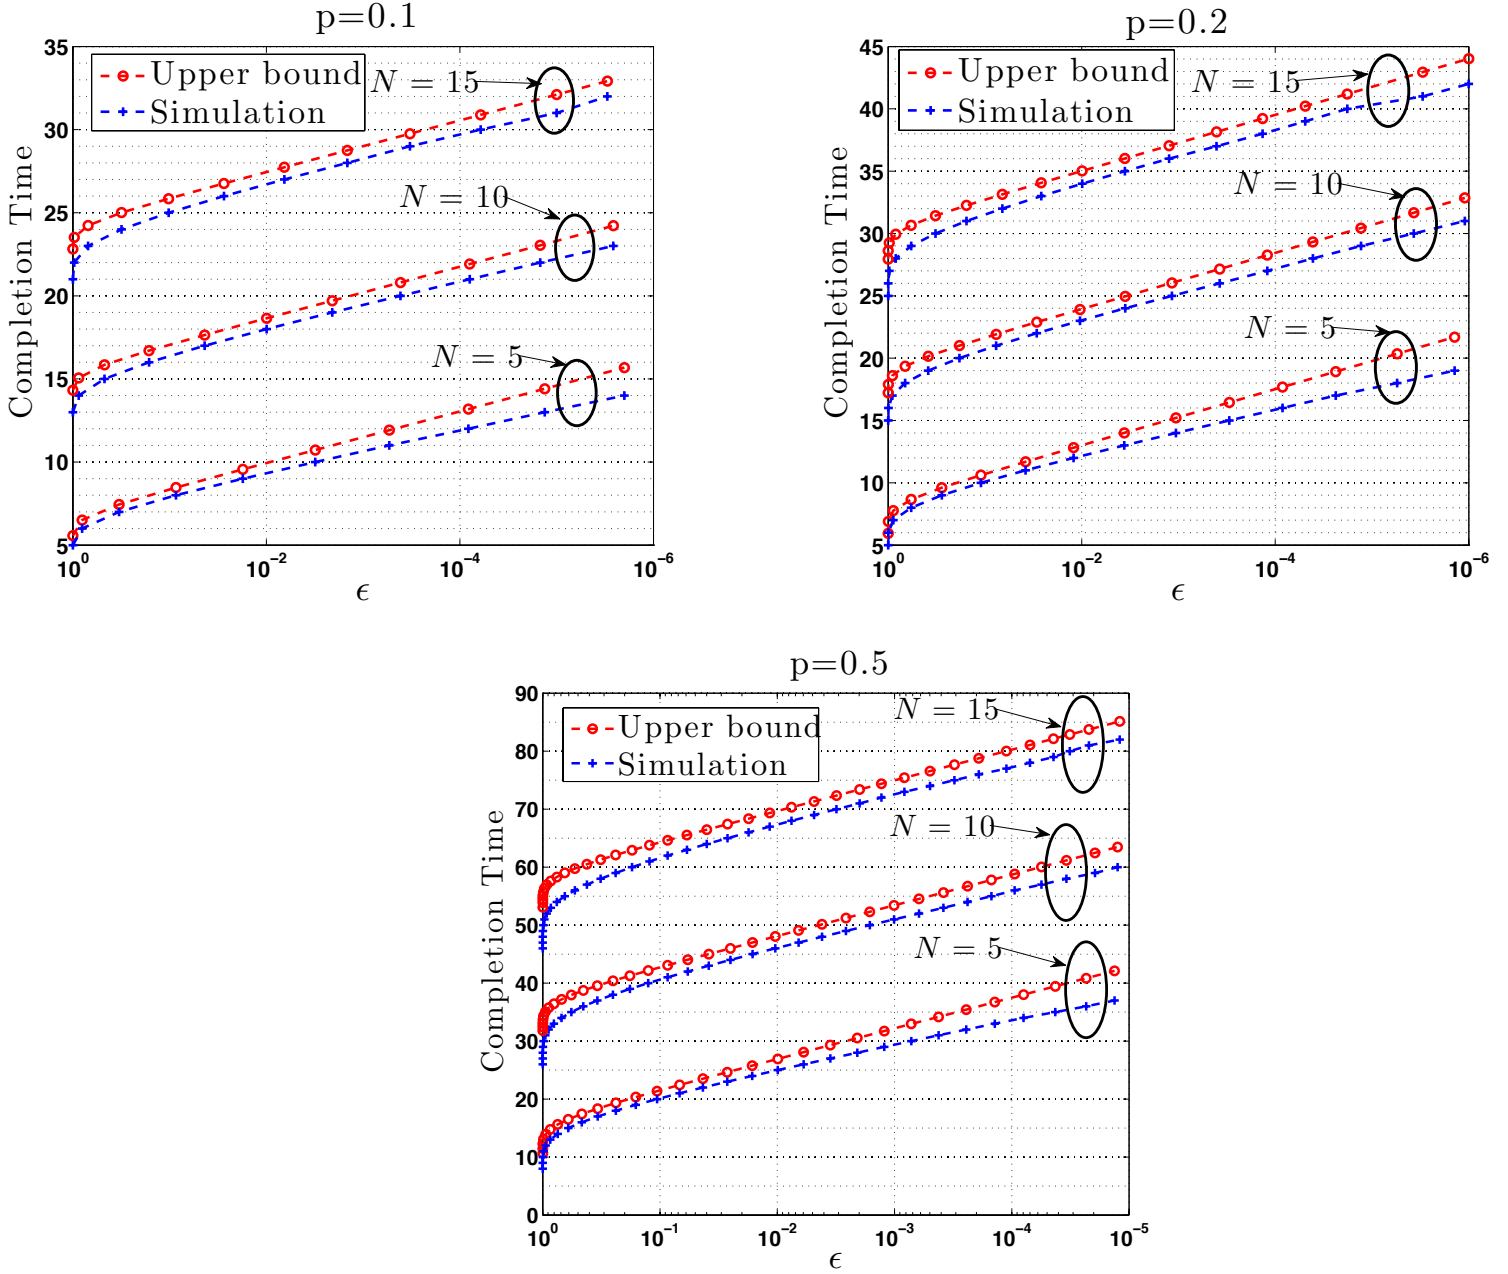 p=0.1
35
30
25
20
15
10
5
Completion Time
Upper bound
Simulation
N = 15
N = 10
N = 5
10^0
10^-2
10^-4
10^-6
ϵ
p=0.2
45
40
35
30
25
20
15
10
5
Completion Time
Upper bound
Simulation
N = 15
N = 10
N = 5
10^0
10^-2
10^-4
10^-6
ϵ
p=0.5
90
80
70
60
50
40
30
20
10
0
Completion Time
Upper bound
Simulation
N = 15
N = 10
N = 5
10^0
10^-1
10^-2
10^-3
10^-4
10^-5
ϵ